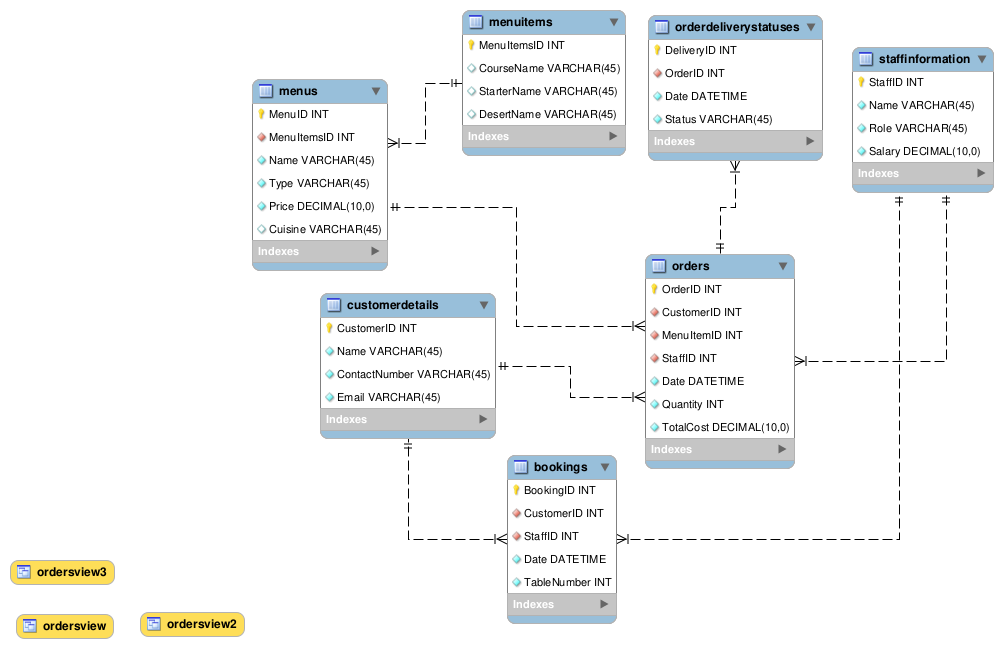 menuitems
MenuItemsID INT
CourseName VARCHAR(45)
StarterName VARCHAR(45)
DesertName VARCHAR(45)
Indexes
orderdeliverystatuses
DeliveryID INT
OrderID INT
Date DATETIME
Status VARCHAR(45)
Indexes
staffinformation
StaffID INT
Name VARCHAR(45)
Role VARCHAR(45)
Salary DECIMAL(10,0)
Indexes
menus
MenuID INT
MenuItemsID INT
Name VARCHAR(45)
Type VARCHAR(45)
Price DECIMAL(10,0)
Cuisine VARCHAR(45)
Indexes
orders
OrderID INT
CustomerID INT
MenuItemID INT
StaffID INT
Date DATETIME
Quantity INT
TotalCost DECIMAL(10,0)
Indexes
customerdetails
CustomerID INT
Name VARCHAR(45)
ContactNumber VARCHAR(45)
Email VARCHAR(45)
Indexes
bookings
BookingID INT
CustomerID INT
StaffID INT
Date DATETIME
TableNumber INT
Indexes
ordersview3
ordersview
ordersview2